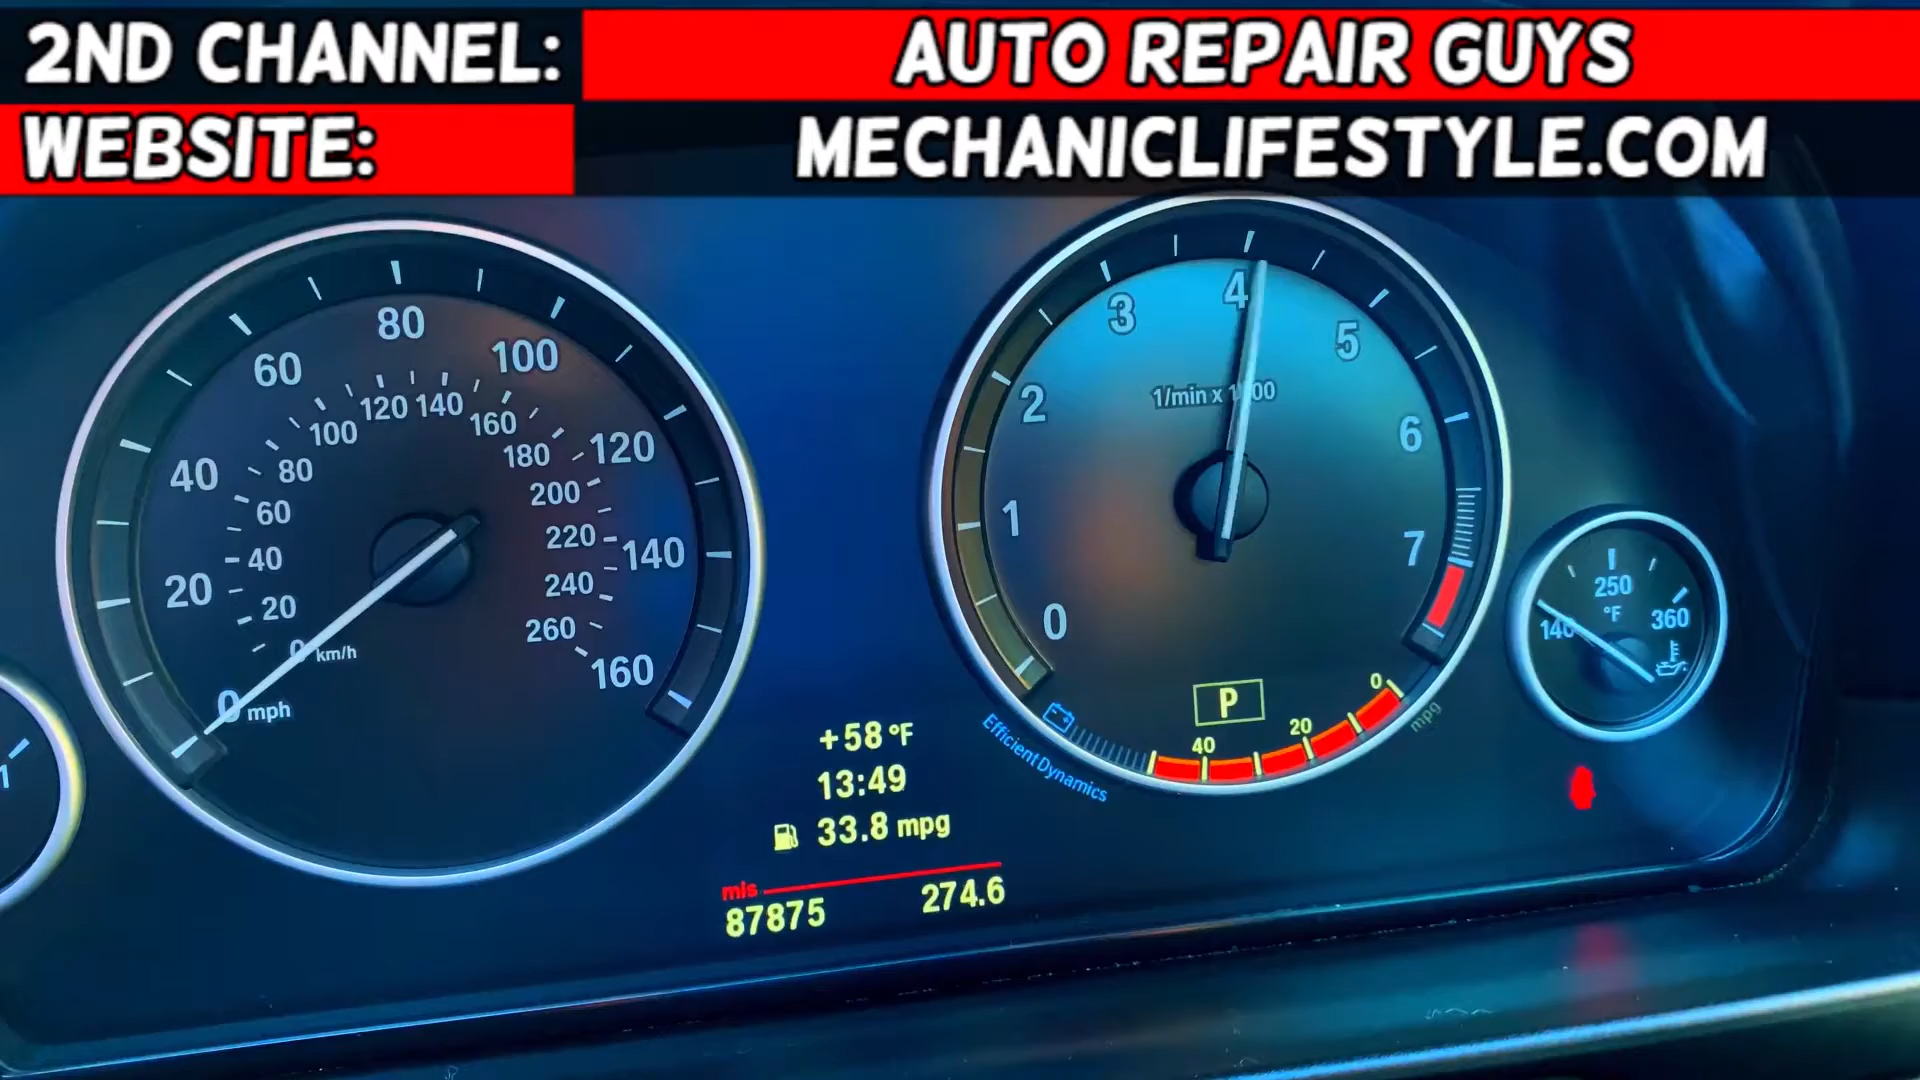 2ND CHANNEL: AUTO REPAIR GUYS
WEBSITE: MECHANICLIFESTYLE.COM
0 20 40 60 80 100 120 140 160
mph
0 20 40 60 80 100 120 140 160 180 200 220 240 260
km/h
0 1 2 3 4 5 6 7
1/min x 1000
P
40 20 0
mpg
EfficientDynamics
140 250 360
°F
1
+58 °F
13:49
33.8 mpg
mls
87875 274.6